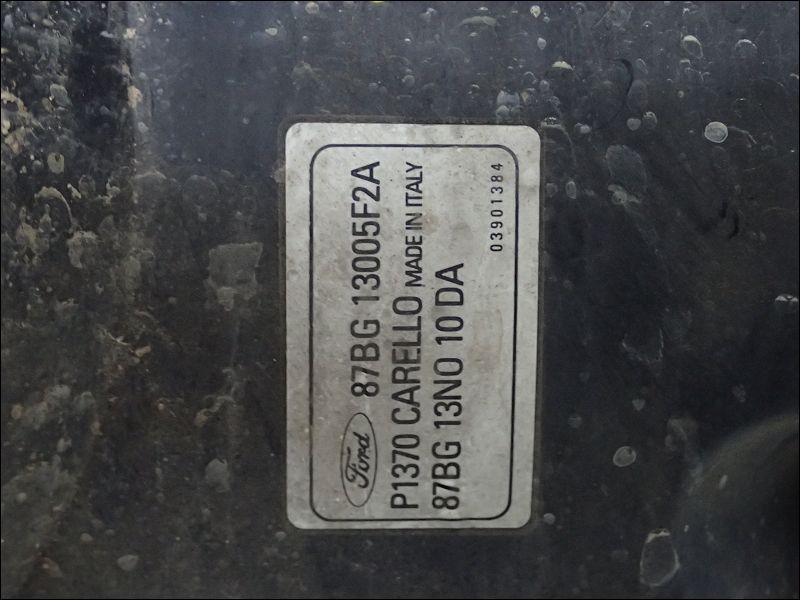 Ford 87BG 13005F2A
P1370 CARELLO MADE IN ITALY
87BG 13N0 10 DA
03901384